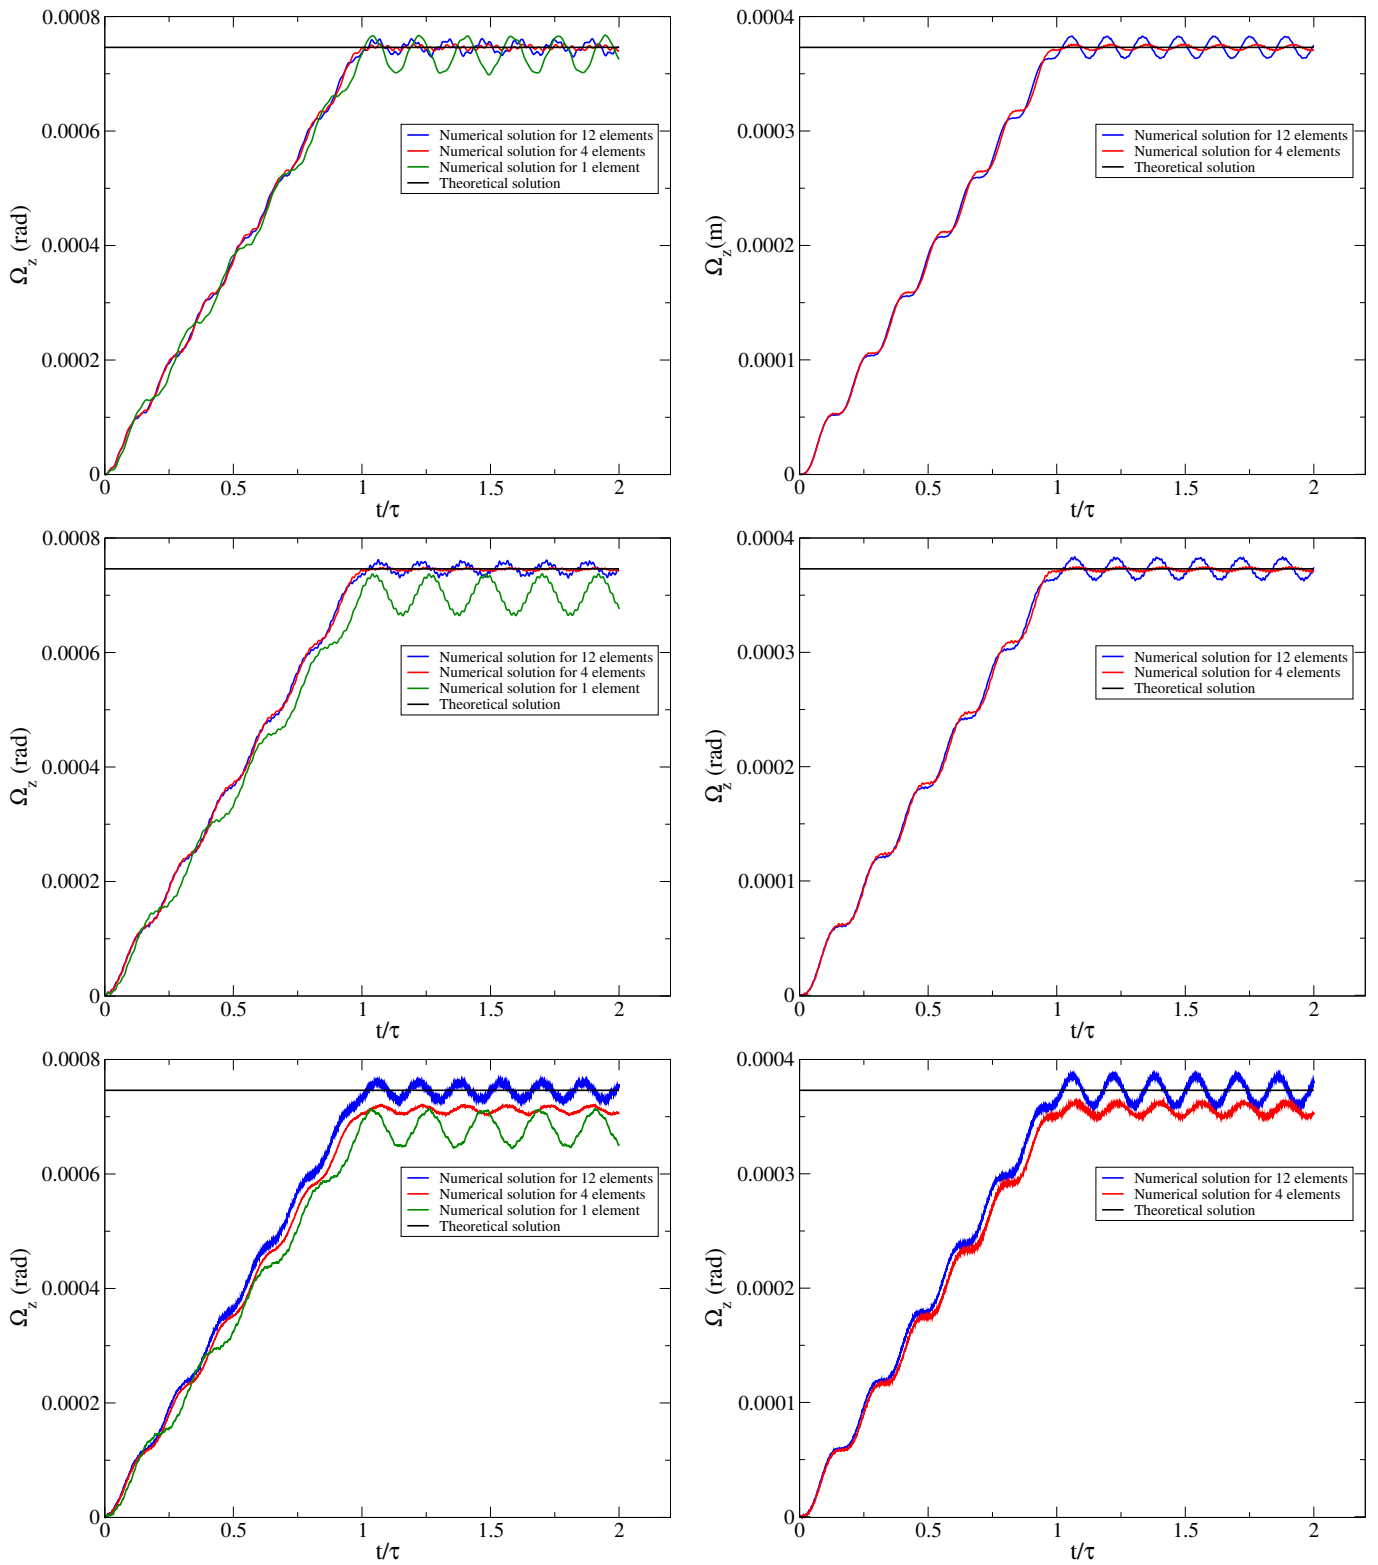 0.0008
0.0006
0.0004
0.0002
0
Ω_z (rad)
0 0.5 1 1.5 2
t/τ
Numerical solution for 12 elements
Numerical solution for 4 elements
Numerical solution for 1 element
Theoretical solution
0.0004
0.0003
0.0002
0.0001
0
Ω_z (m)
0 0.5 1 1.5 2
t/τ
Numerical solution for 12 elements
Numerical solution for 4 elements
Theoretical solution
0.0008
0.0006
0.0004
0.0002
0
Ω_z (rad)
0 0.5 1 1.5 2
t/τ
Numerical solution for 12 elements
Numerical solution for 4 elements
Numerical solution for 1 element
Theoretical solution
0.0004
0.0003
0.0002
0.0001
0
Ω_z (rad)
0 0.5 1 1.5 2
t/τ
Numerical solution for 12 elements
Numerical solution for 4 elements
Theoretical solution
0.0008
0.0006
0.0004
0.0002
0
Ω_z (rad)
0 0.5 1 1.5 2
t/τ
Numerical solution for 12 elements
Numerical solution for 4 elements
Numerical solution for 1 element
Theoretical solution
0.0004
0.0003
0.0002
0.0001
0
Ω_z (rad)
0 0.5 1 1.5 2
t/τ
Numerical solution for 12 elements
Numerical solution for 4 elements
Theoretical solution